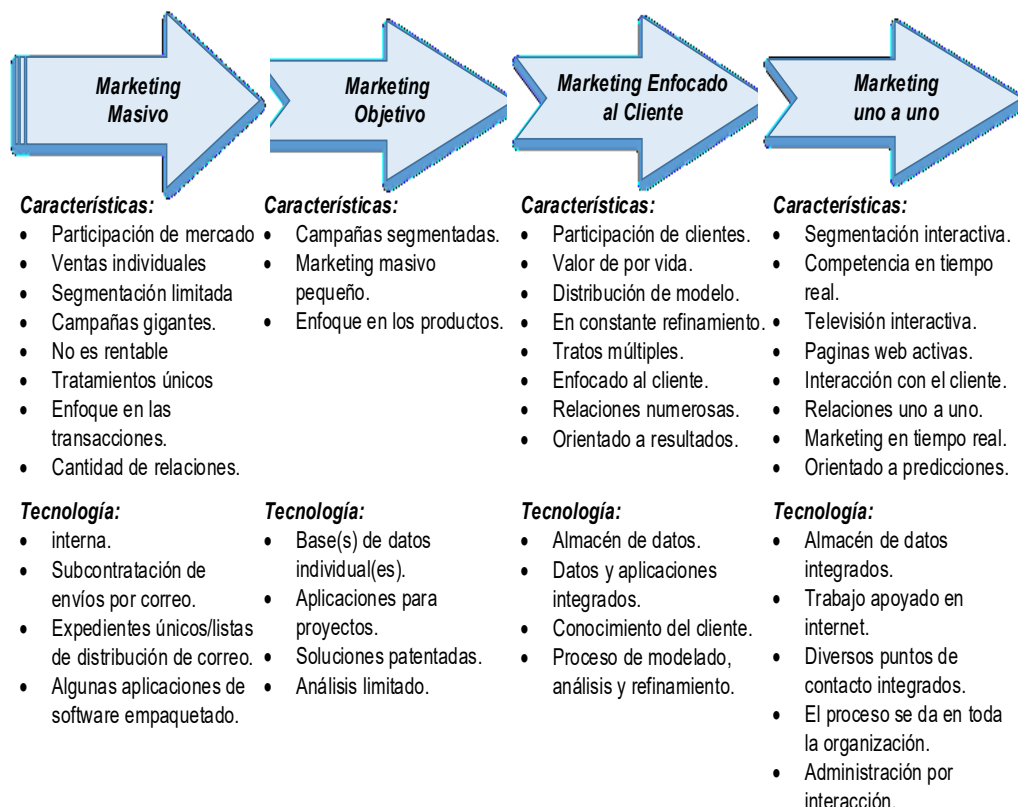 Marketing
Masivo
Marketing
Objetivo
Marketing Enfocado
al Cliente
Marketing
uno a uno
Características:
• Participación de mercado
• Ventas individuales
• Segmentación limitada
• Campañas gigantes.
• No es rentable
• Tratamientos únicos
• Enfoque en las
transacciones.
• Cantidad de relaciones.
Tecnología:
• interna.
• Subcontratación de
envíos por correo.
• Expedientes únicos/listas
de distribución de correo.
• Algunas aplicaciones de
software empaquetado.
Características:
• Campañas segmentadas.
• Marketing masivo
pequeño.
• Enfoque en los productos.
Tecnología:
• Base(s) de datos
individual(es).
• Aplicaciones para
proyectos.
• Soluciones patentadas.
• Análisis limitado.
Características:
• Participación de clientes.
• Valor de por vida.
• Distribución de modelo.
• En constante refinamiento.
• Tratos múltiples.
• Enfocado al cliente.
• Relaciones numerosas.
• Orientado a resultados.
Tecnología:
• Almacén de datos.
• Datos y aplicaciones
integrados.
• Conocimiento del cliente.
• Proceso de modelado,
análisis y refinamiento.
Características:
• Segmentación interactiva.
• Competencia en tiempo
real.
• Televisión interactiva.
• Paginas web activas.
• Interacción con el cliente.
• Relaciones uno a uno.
• Marketing en tiempo real.
• Orientado a predicciones.
Tecnología:
• Almacén de datos
integrados.
• Trabajo apoyado en
internet.
• Diversos puntos de
contacto integrados.
• El proceso se da en toda
la organización.
• Administración por
interacción.